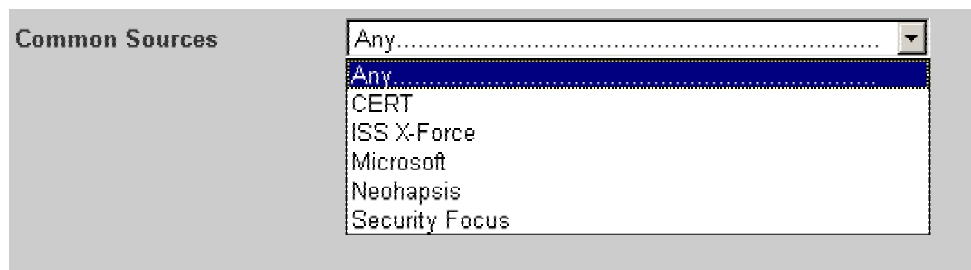 Common Sources
Any..................................................................
Any..................................................................
CERT
ISS X-Force
Microsoft
Neohapsis
Security Focus